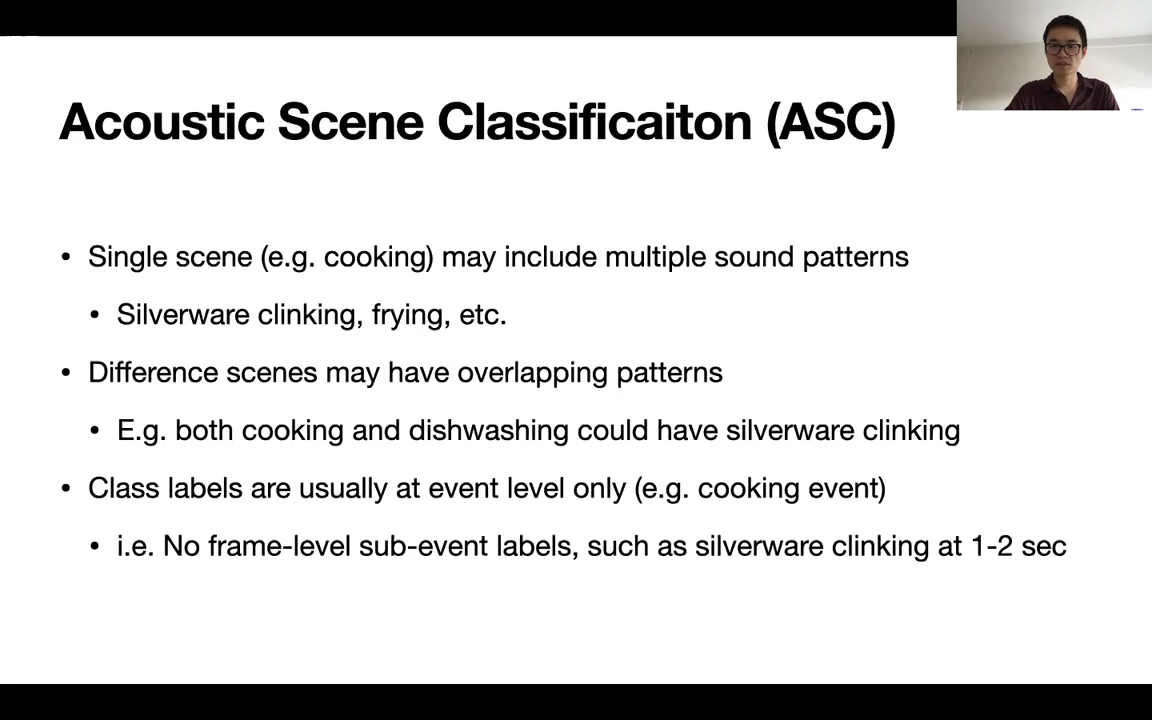 Acoustic Scene Classificaiton (ASC)
• Single scene (e.g. cooking) may include multiple sound patterns
• Silverware clinking, frying, etc.
• Difference scenes may have overlapping patterns
• E.g. both cooking and dishwashing could have silverware clinking
• Class labels are usually at event level only (e.g. cooking event)
• i.e. No frame-level sub-event labels, such as silverware clinking at 1-2 sec